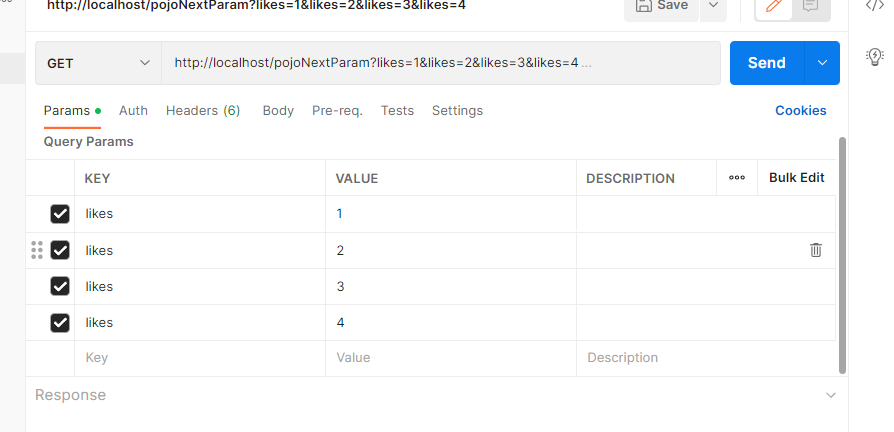 http://localhost/pojoNextParam?likes=1&likes=2&likes=3&likes=4
Save
GET
http://localhost/pojoNextParam?likes=1&likes=2&likes=3&likes=4 ...
Send
Params
Auth
Headers (6)
Body
Pre-req.
Tests
Settings
Cookies
Query Params
KEY
VALUE
DESCRIPTION
Bulk Edit
likes
1
likes
2
likes
3
likes
4
Key
Value
Description
Response